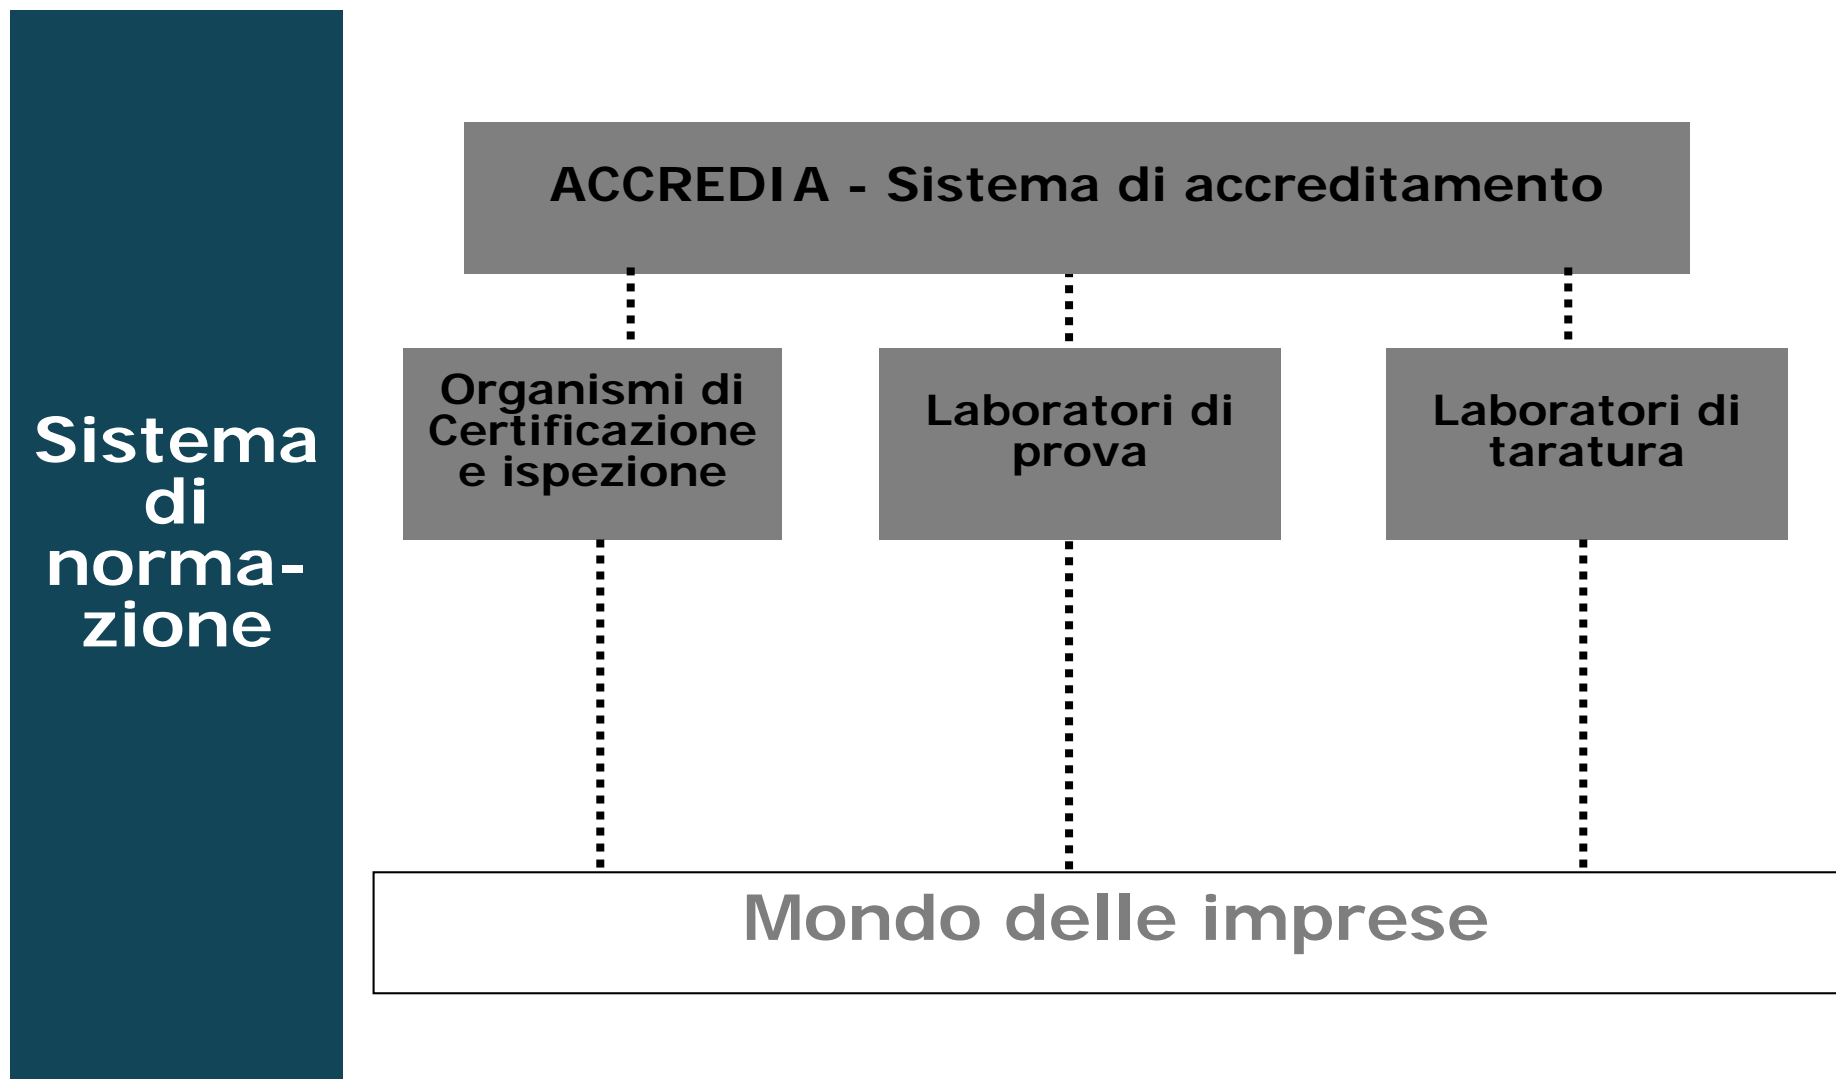 Sistema
di
norma-
zione
ACCREDIA - Sistema di accreditamento
Organismi di
Certificazione
e ispezione
Laboratori di
prova
Laboratori di
taratura
Mondo delle imprese